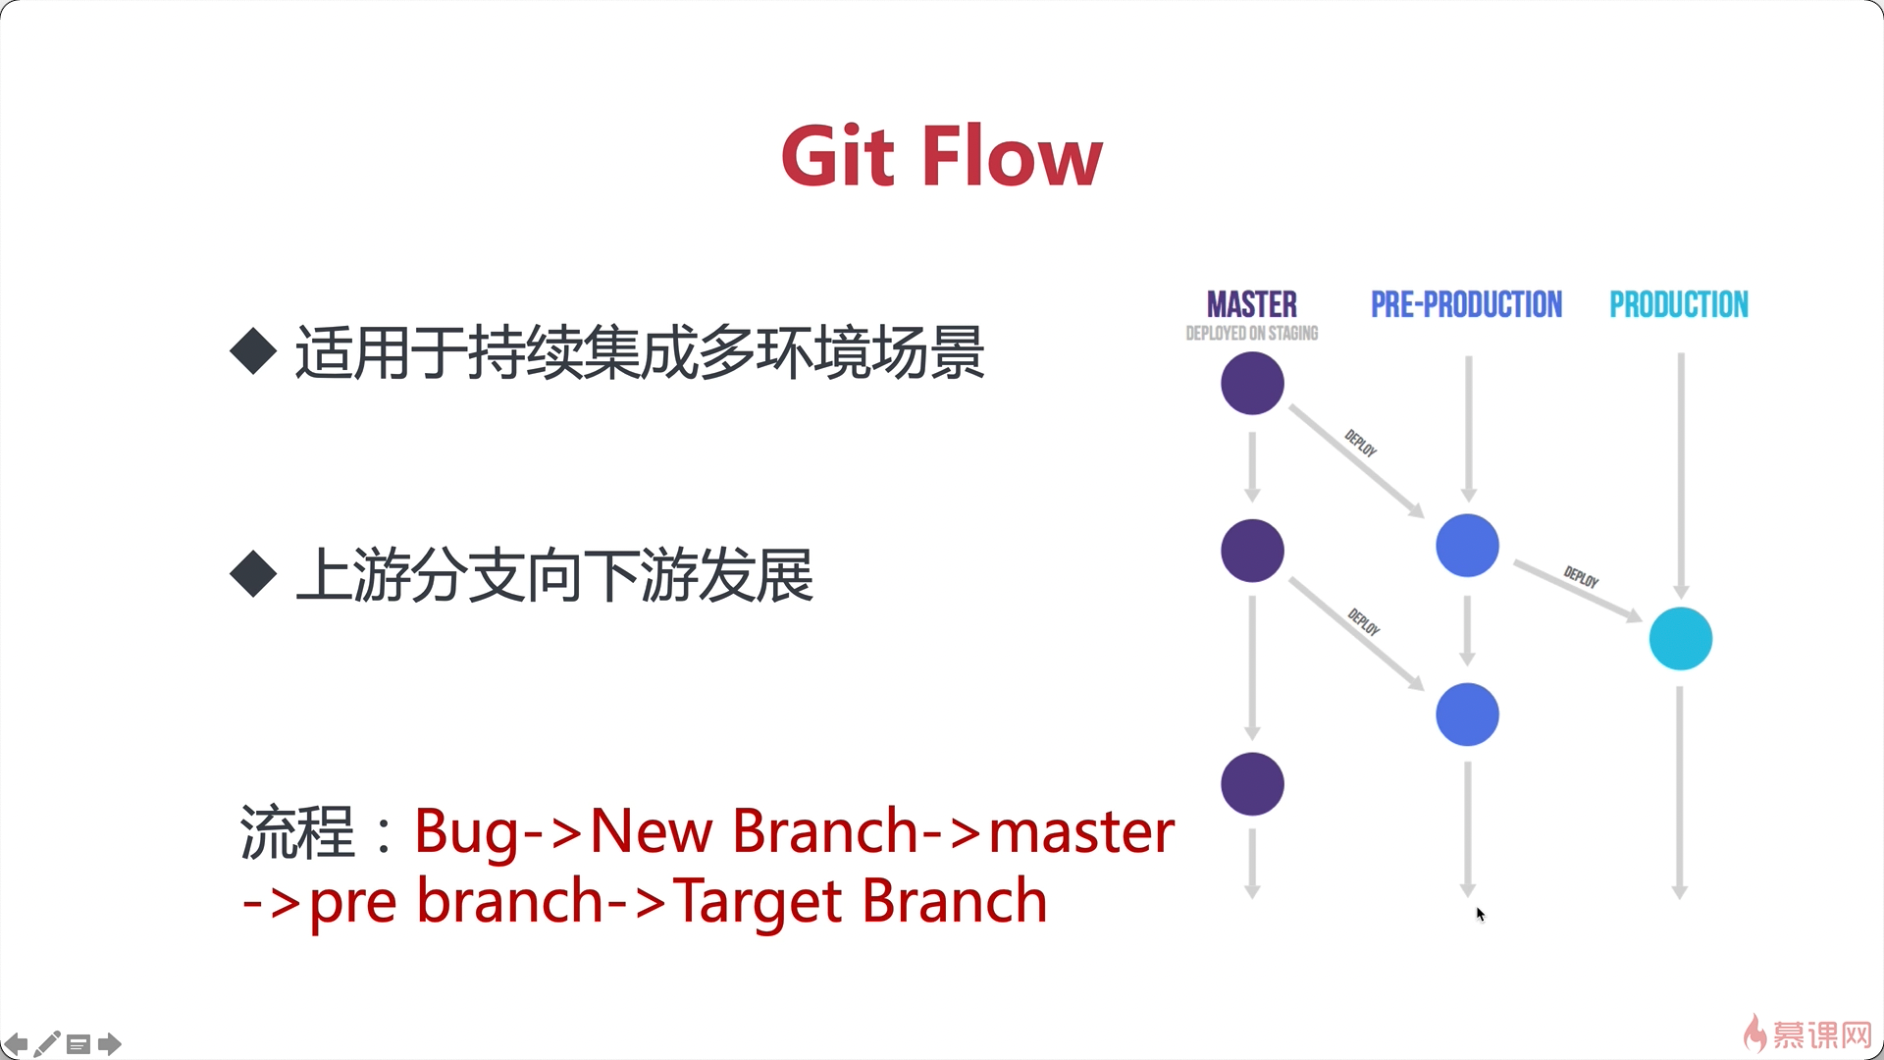 Git Flow
◆ 适用于持续集成多环境场景
◆ 上游分支向下游发展
流程：Bug->New Branch->master
->pre branch->Target Branch
MASTER
DEPLOYED ON STAGING
PRE-PRODUCTION
PRODUCTION
DEPLOY
DEPLOY
DEPLOY
慕课网